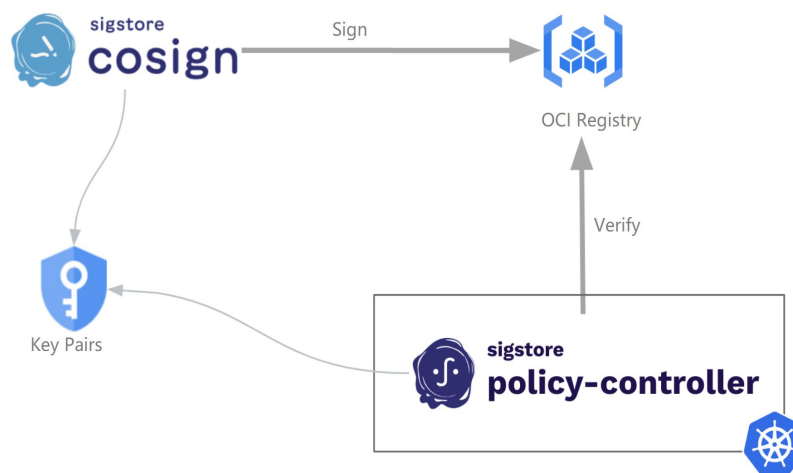 sigstore
cosign
Sign
OCI Registry
Verify
Key Pairs
sigstore
policy-controller